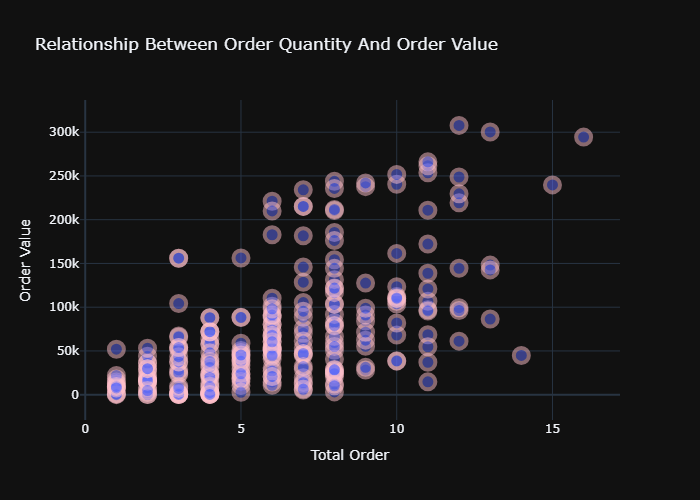 Relationship Between Order Quantity And Order Value
300k
250k
200k
150k
100k
50k
0
Order Value
0 5 10 15
Total Order